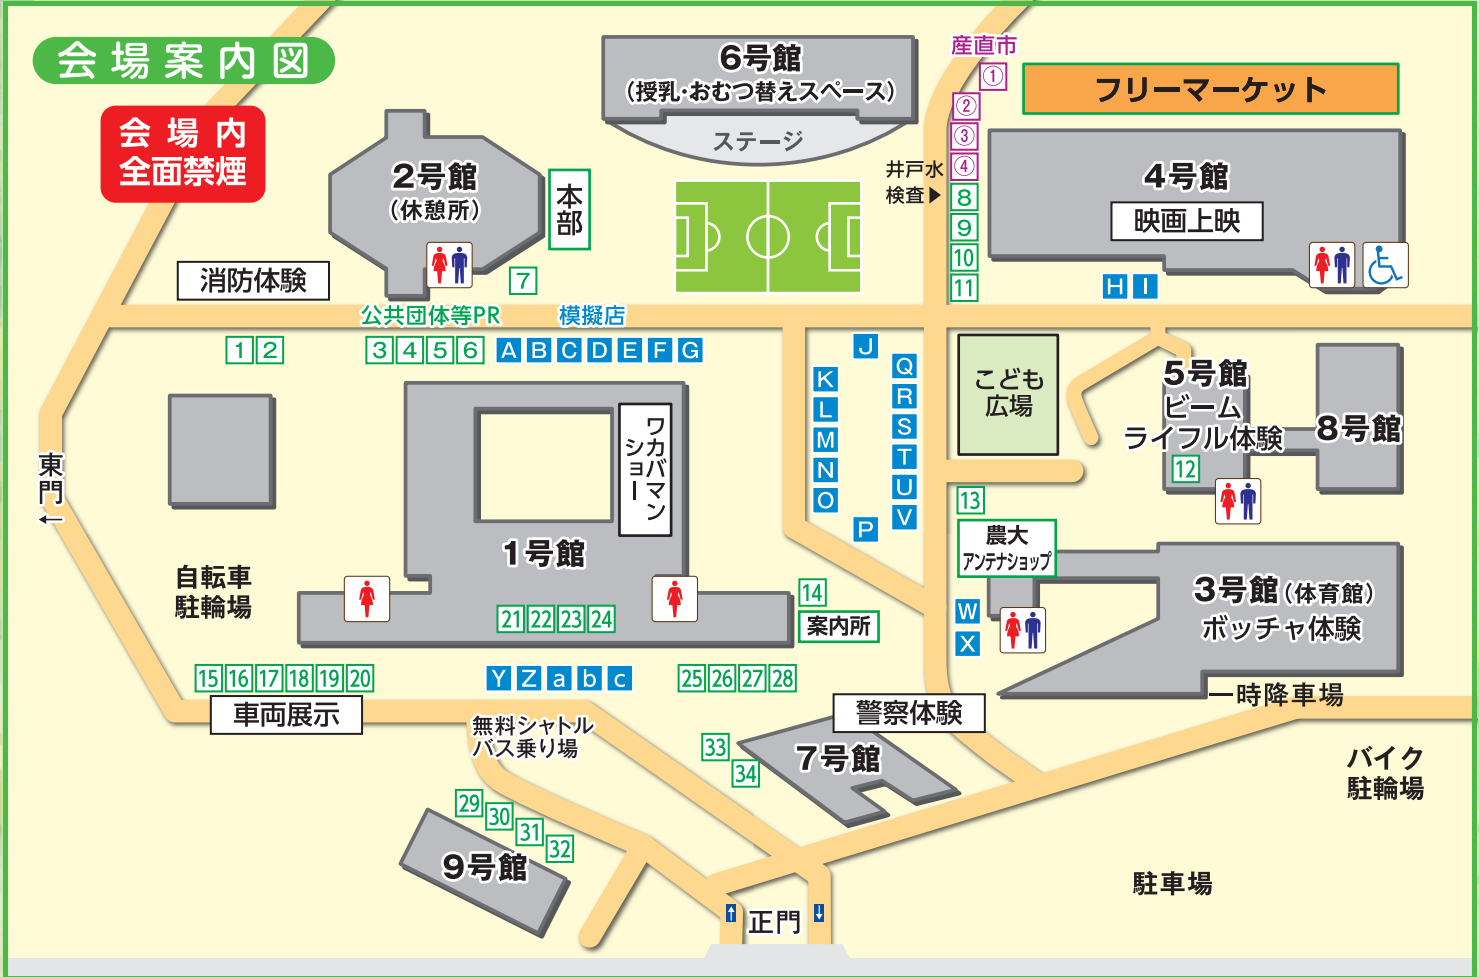 会場案内図
会場内
全面禁煙
6号館
(授乳・おむつ替えスペース)
ステージ
産直市
①
②
③
④
フリーマーケット
井戸水
検査▶
8
9
10
11
4号館
映画上映
H I
2号館
(休憩所)
本部
7
消防体験
公共団体等PR
模擬店
1 2
3 4 5 6
A B C D E F G
J
K
L
M
N
O
P
Q
R
S
T
U
V
こども
広場
5号館
ビーム
ライフル体験
12
8号館
東門
←
ワカバマン
ショー
1号館
21 22 23 24
自転車
駐輪場
14
案内所
13
農大
アンテナショップ
W
X
3号館(体育館)
ボッチャ体験
一時降車場
15 16 17 18 19 20
車両展示
Y Z a b c
25 26 27 28
無料シャトル
バス乗り場
警察体験
7号館
33
34
バイク
駐輪場
29
30
31
32
9号館
駐車場
↑
正門
↓